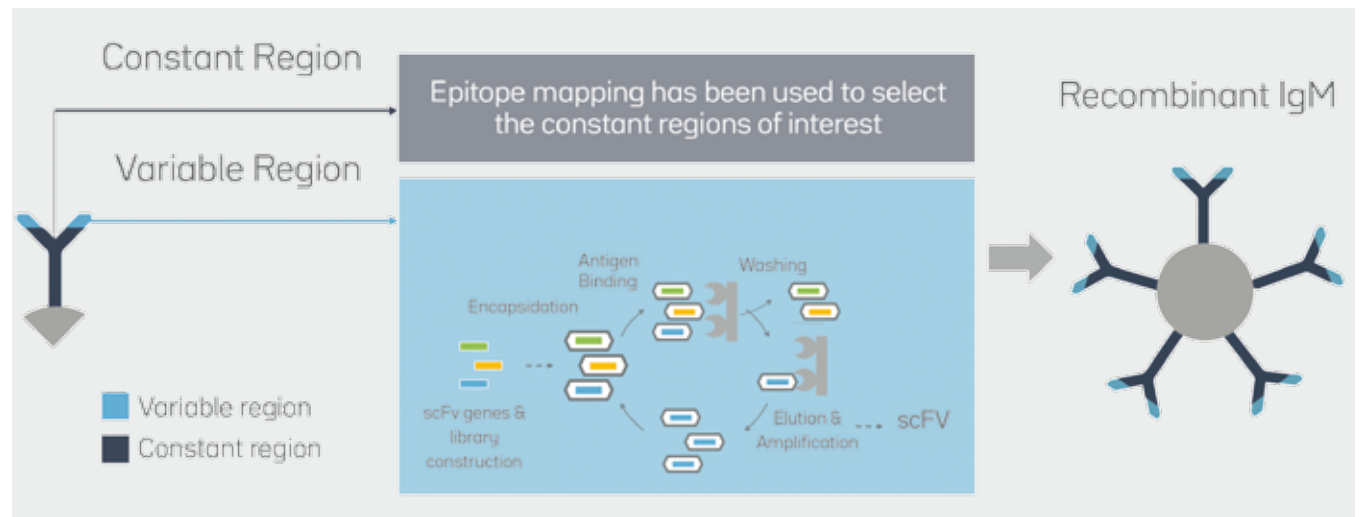 Constant Region
Epitope mapping has been used to select
the constant regions of interest
Recombinant IgM
Variable Region
Antigen
Binding
Washing
Encapsidation
scFv genes &
library
construction
Elution &
Amplification
scFV
Variable region
Constant region